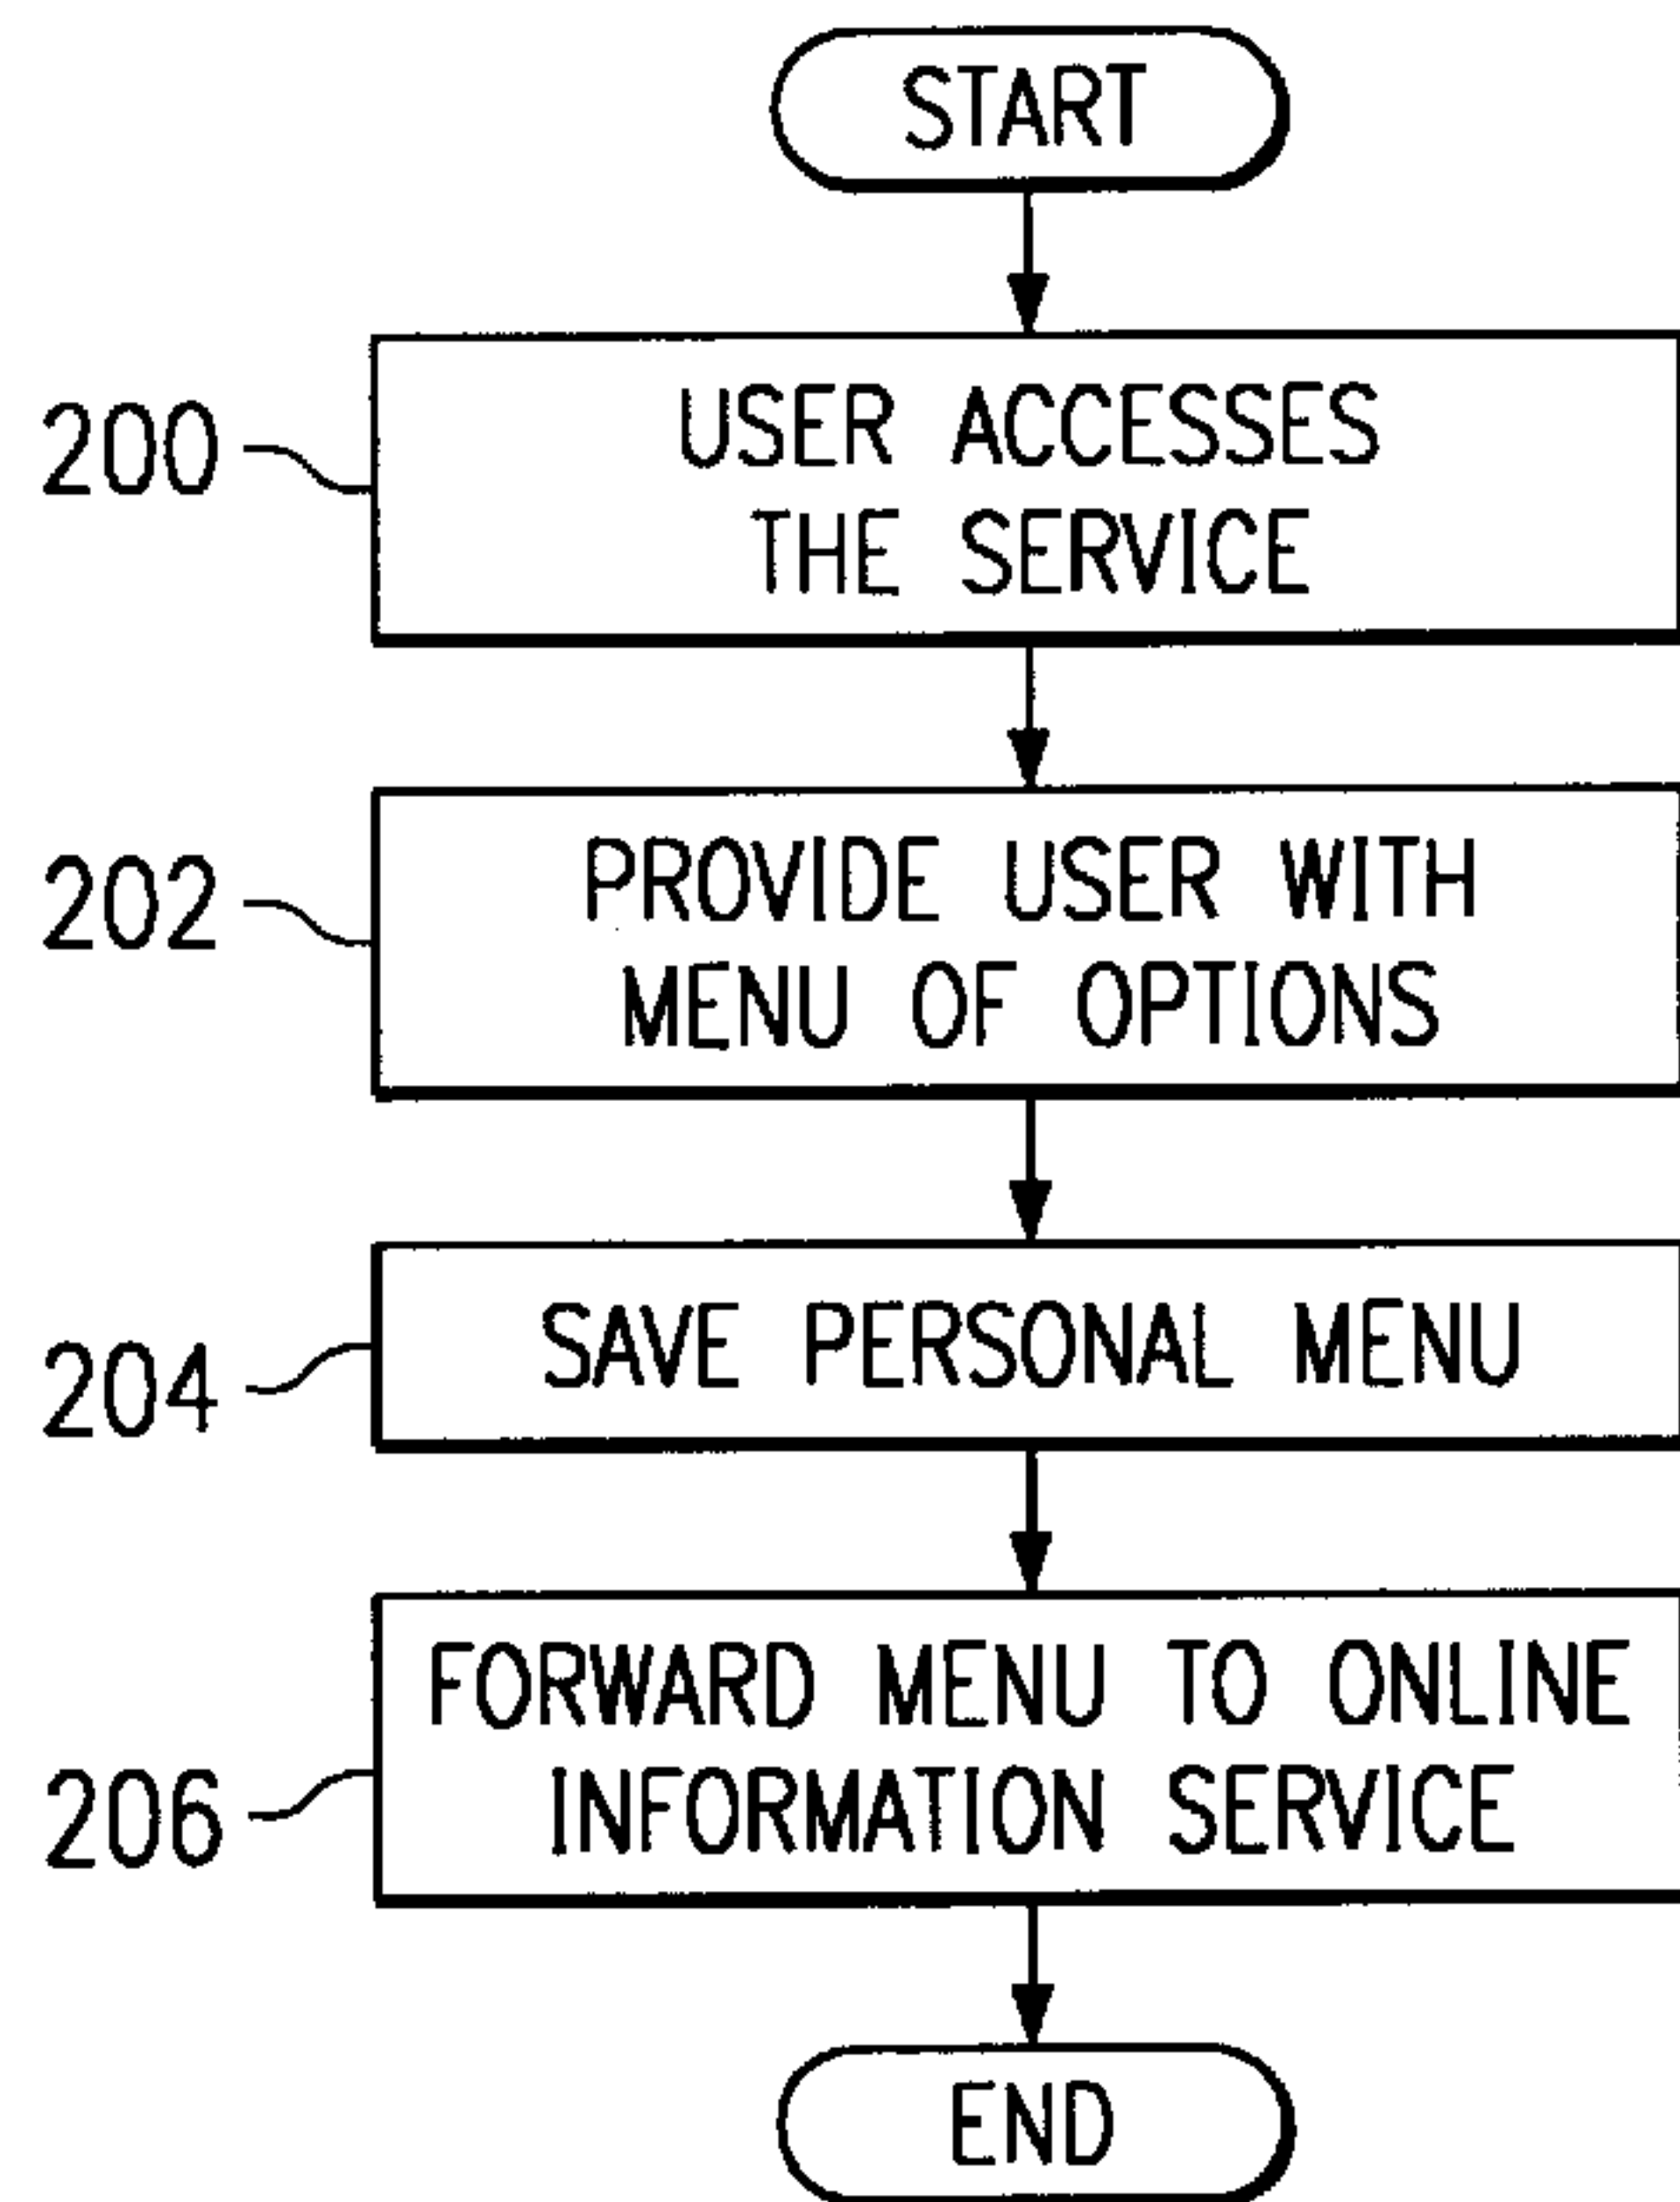 START
200
USER ACCESSES
THE SERVICE
202
PROVIDE USER WITH
MENU OF OPTIONS
204
SAVE PERSONAL MENU
206
FORWARD MENU TO ONLINE
INFORMATION SERVICE
END